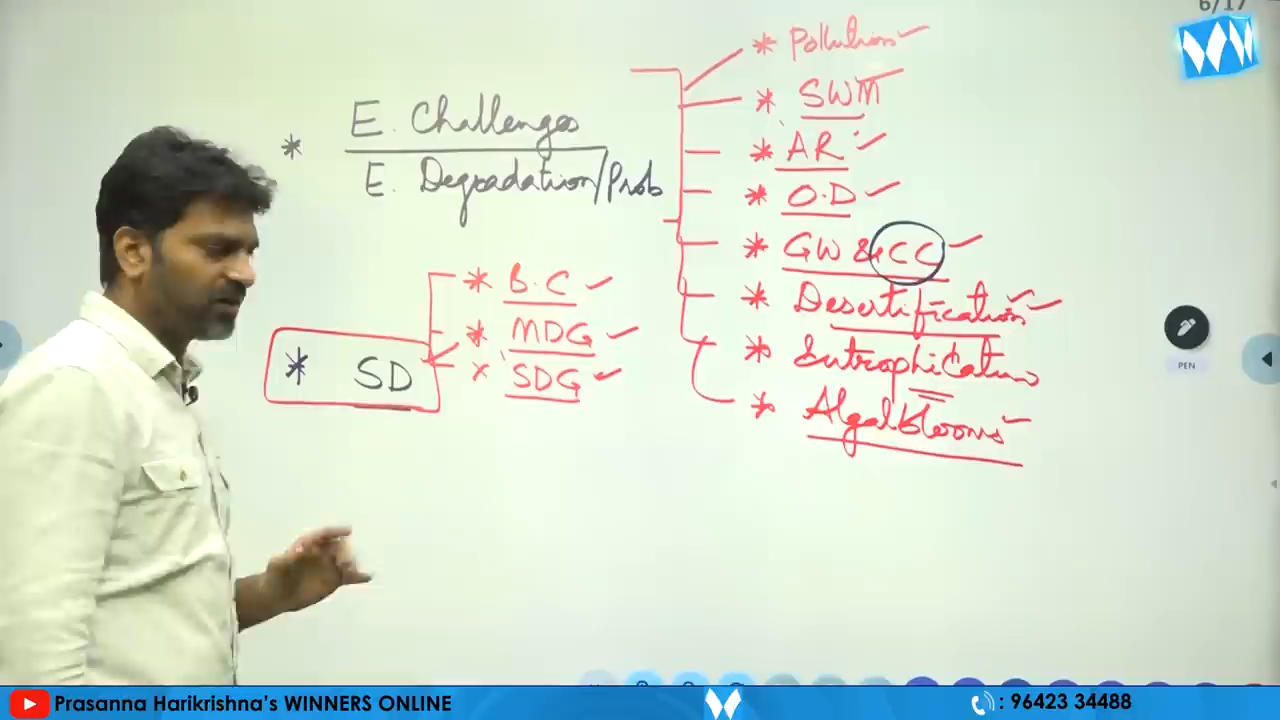 6/17
* E. Challenges
E. Degradation/Prob
* Pollution
* SWM
* AR
* O.D
* GW & CC
* Desertification
* Eutrophication
* Algal blooms
* SD
* B.C
* MDG
* SDG
PEN
Prasanna Harikrishna's WINNERS ONLINE
: 96423 34488